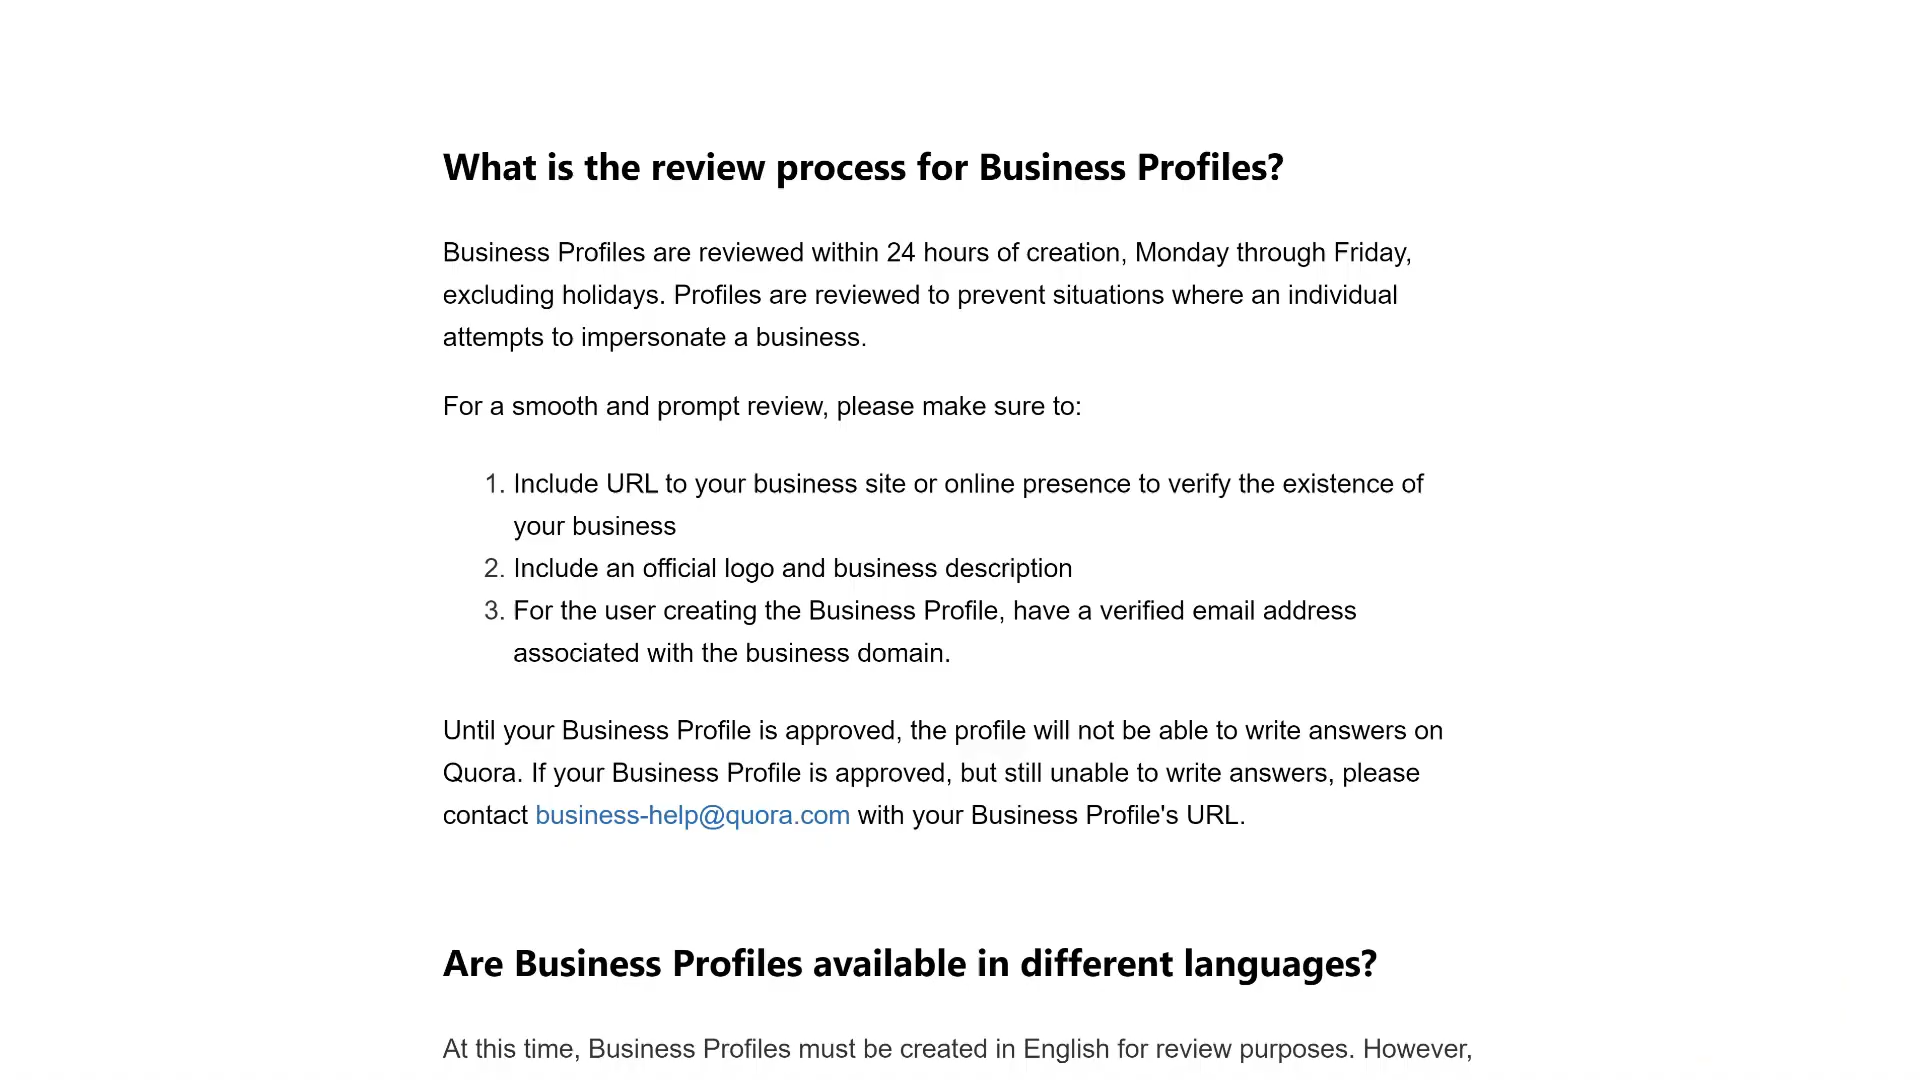 What is the review process for Business Profiles?
Business Profiles are reviewed within 24 hours of creation, Monday through Friday,
excluding holidays. Profiles are reviewed to prevent situations where an individual
attempts to impersonate a business.
For a smooth and prompt review, please make sure to:
1. Include URL to your business site or online presence to verify the existence of
your business
2. Include an official logo and business description
3. For the user creating the Business Profile, have a verified email address
associated with the business domain.
Until your Business Profile is approved, the profile will not be able to write answers on
Quora. If your Business Profile is approved, but still unable to write answers, please
contact business-help@quora.com with your Business Profile's URL.
Are Business Profiles available in different languages?
At this time, Business Profiles must be created in English for review purposes. However,